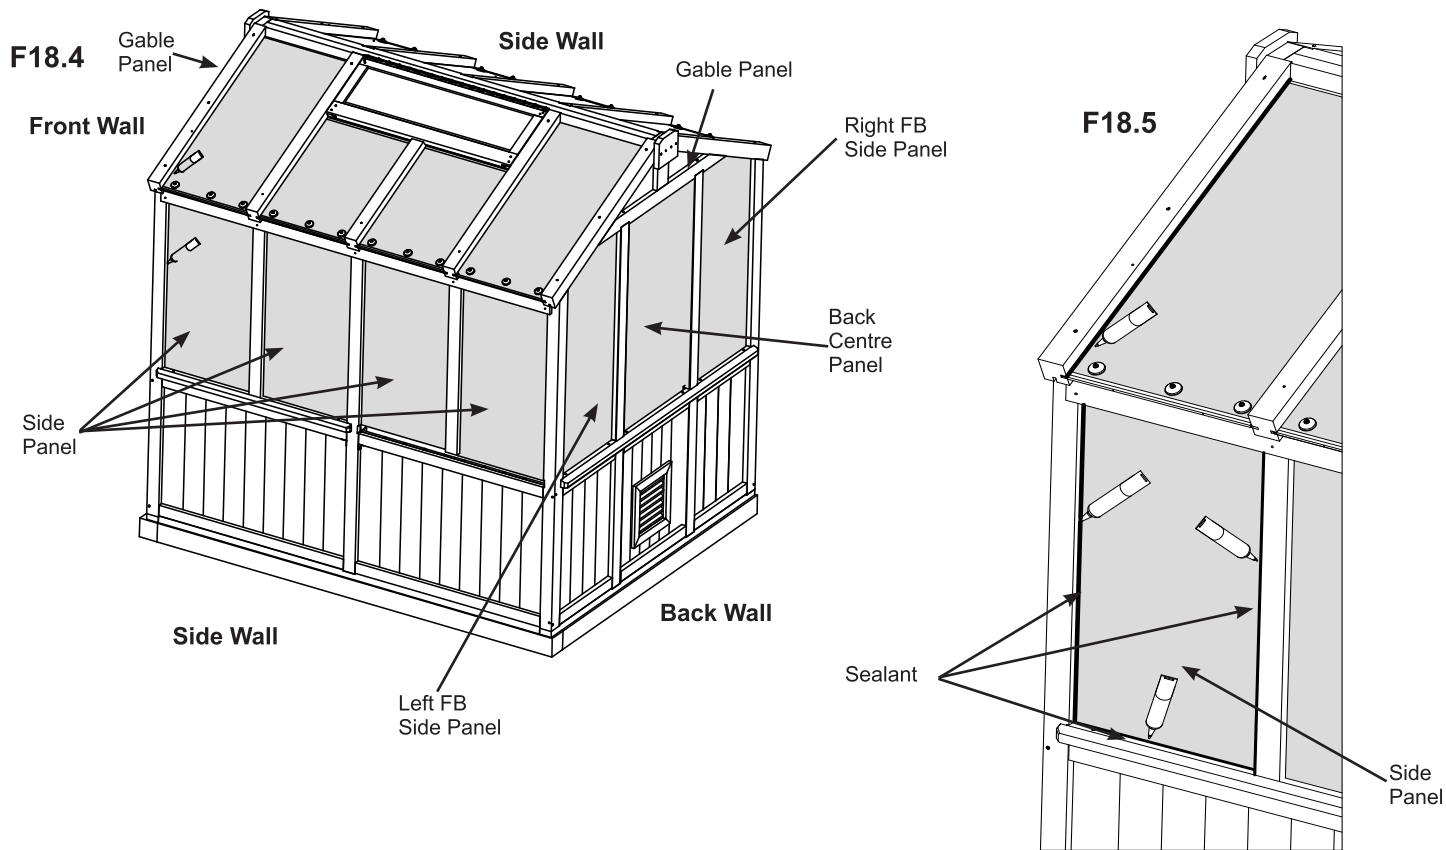 F18.4
Gable
Panel
Side Wall
Gable Panel
Front Wall
Right FB
Side Panel
Back
Centre
Panel
Side
Panel
Back Wall
Side Wall
Left FB
Side Panel
F18.5
Sealant
Side
Panel